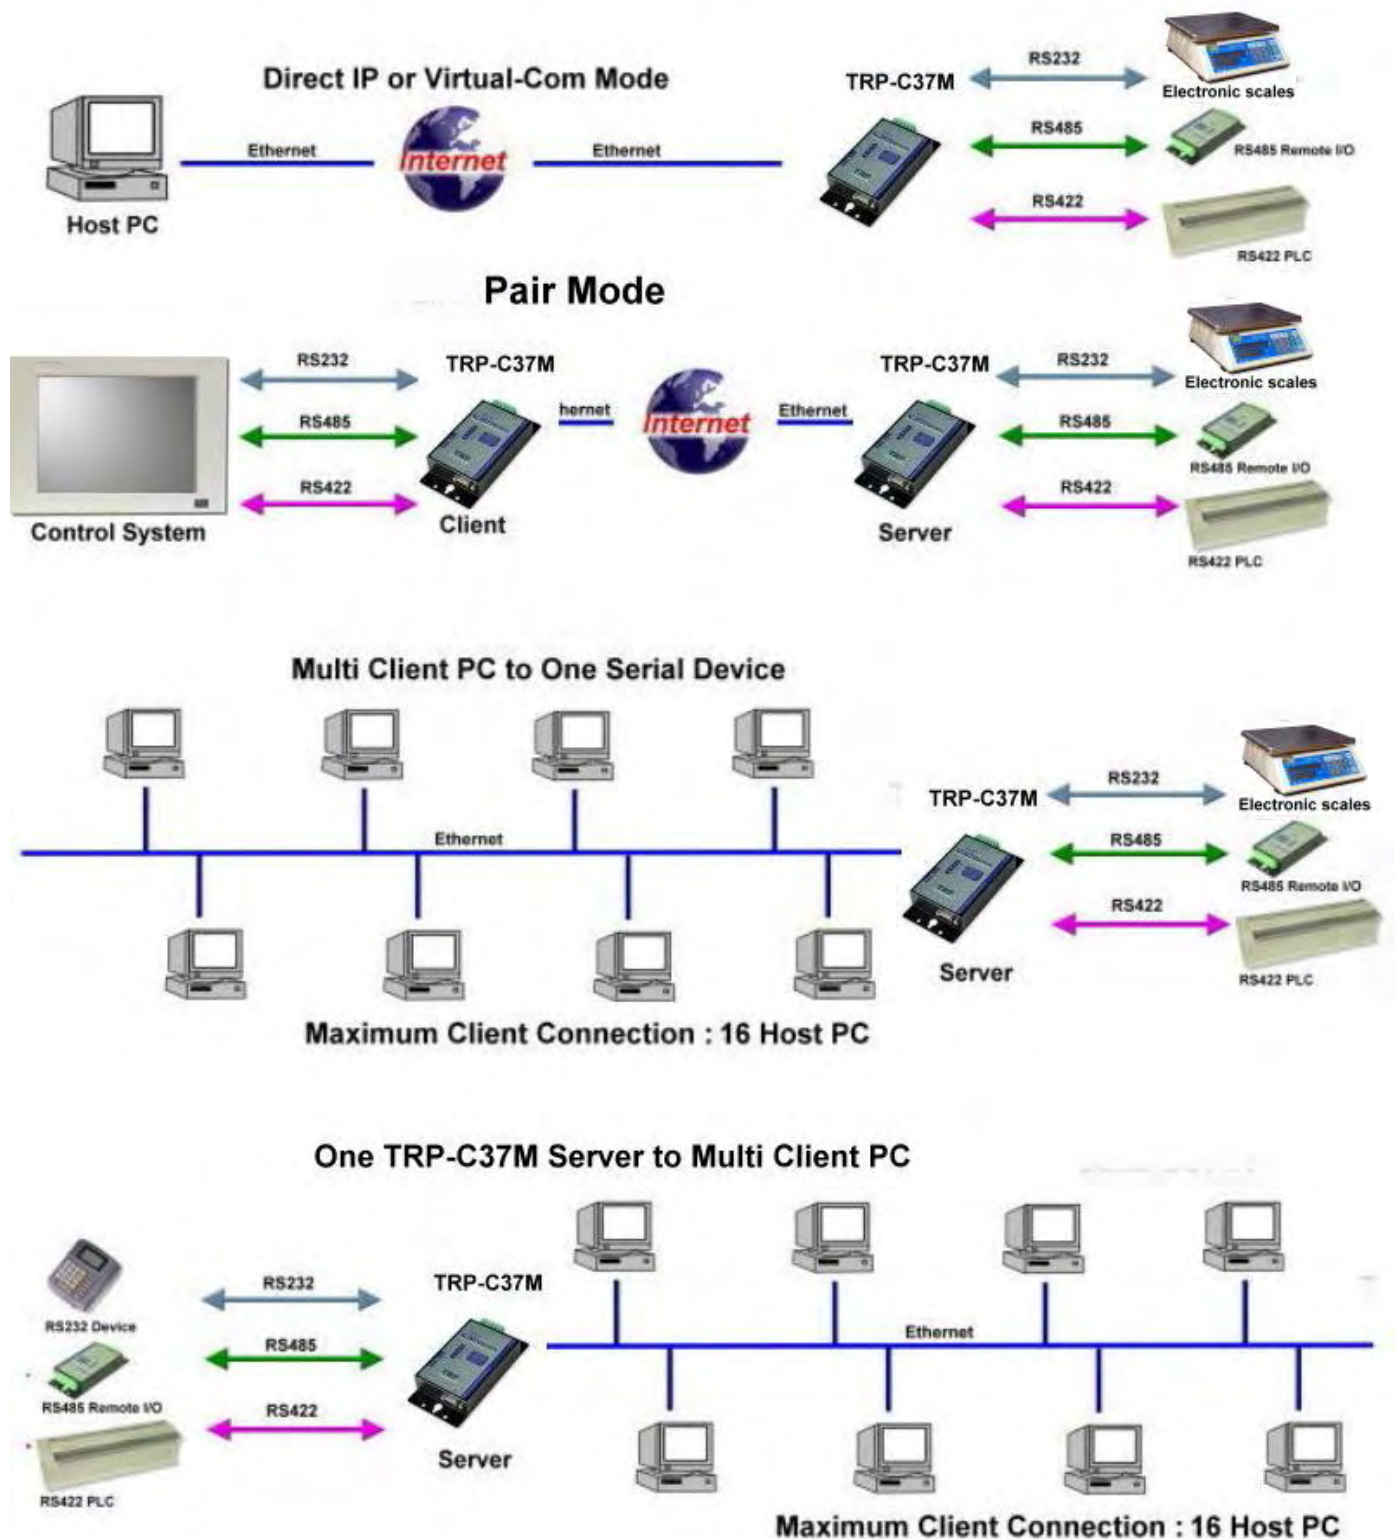 Direct IP or Virtual-Com Mode
Host PC
Ethernet
Internet
Ethernet
TRP-C37M
RS232
RS485
RS422
Electronic scales
RS485 Remote I/O
RS422 PLC
Pair Mode
Control System
RS232
RS485
RS422
TRP-C37M
Client
hernet
Internet
Ethernet
TRP-C37M
Server
RS232
RS485
RS422
Electronic scales
RS485 Remote I/O
RS422 PLC
Multi Client PC to One Serial Device
Ethernet
TRP-C37M
Server
RS232
RS485
RS422
Electronic scales
RS485 Remote I/O
RS422 PLC
Maximum Client Connection : 16 Host PC
One TRP-C37M Server to Multi Client PC
RS232 Device
RS485 Remote I/O
RS422 PLC
RS232
RS485
RS422
TRP-C37M
Server
Ethernet
Maximum Client Connection : 16 Host PC